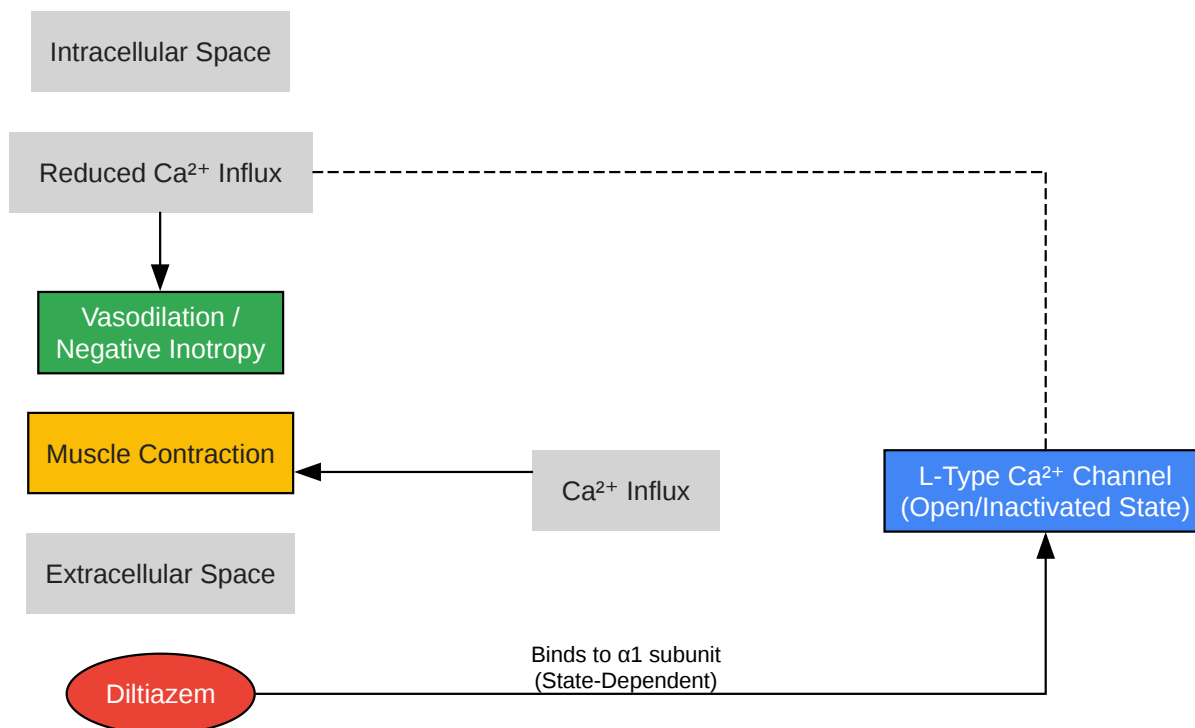 Intracellular Space
Reduced Ca²⁺ Influx
Vasodilation /
Negative Inotropy
Muscle Contraction
Ca²⁺ Influx
L-Type Ca²⁺ Channel
(Open/Inactivated State)
Extracellular Space
Binds to α1 subunit
(State-Dependent)
Diltiazem